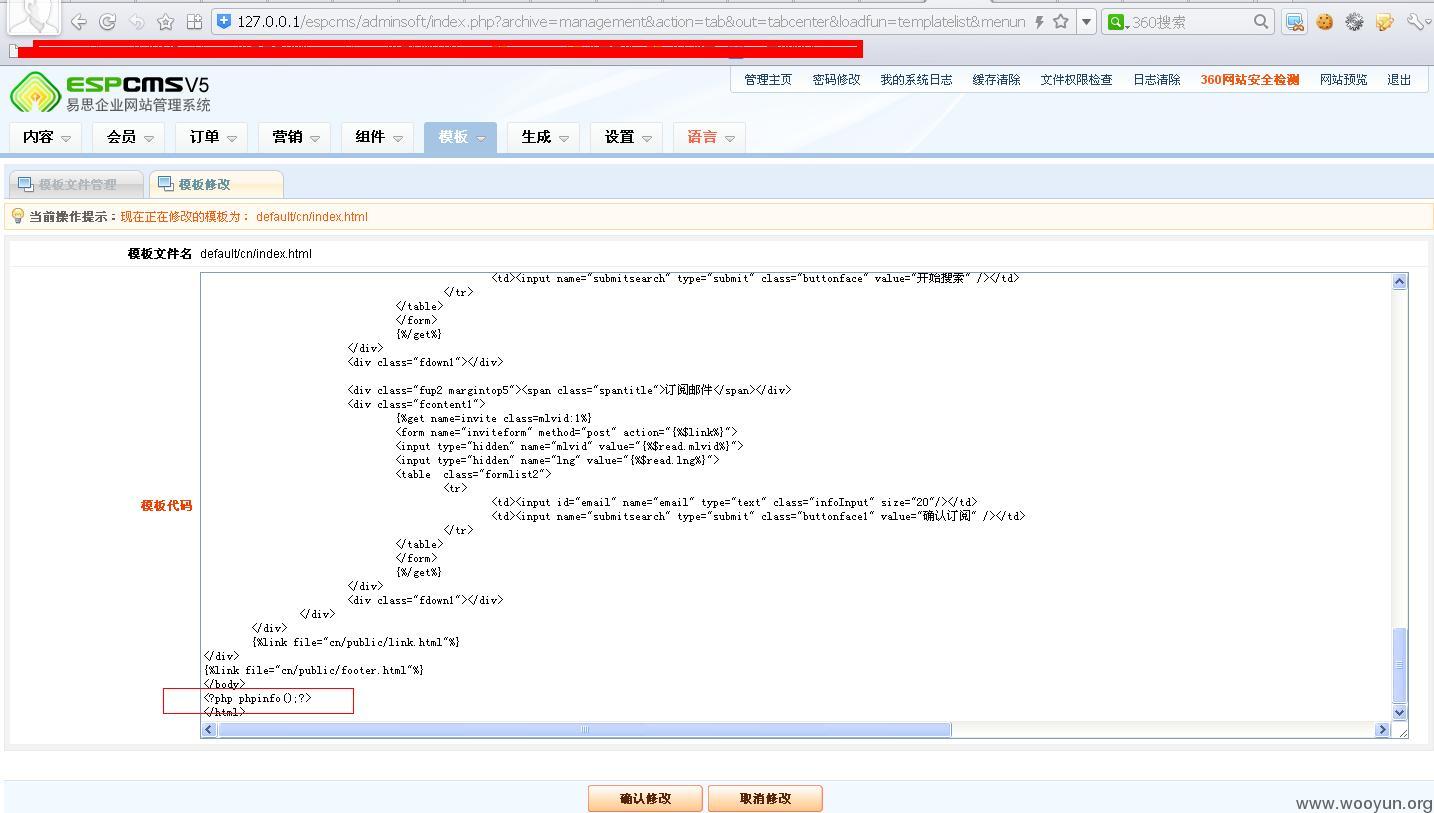 127.0.0.1/espcms/adminsoft/index.php?archive=management&action=tab&out=tabcenter&loadfun=templatelist&menun
360搜索
ESPCMS V5
易思企业网站管理系统
管理主页 密码修改 我的系统日志 缓存清除 文件权限检查 日志清除 360网站安全检测 网站预览 退出
内容 会员 订单 营销 组件 模板 生成 设置 语言
模板文件管理 模板修改
当前操作提示：现在正在修改的模板为： default/cn/index.html
模板文件名 default/cn/index.html
模板代码
<td><input name="submitsearch" type="submit" class="buttonface" value="开始搜索" /></td>
</tr>
</table>
</form>
{%/get%}
</div>
<div class="fdown1"></div>
<div class="fup2 margintop5"><span class="spantitle">订阅邮件</span></div>
<div class="fcontent1">
{%get name=invite class=mlvid:1%}
<form name="inviteform" method="post" action="{%$link%}">
<input type="hidden" name="mlvid" value="{%$read.mlvid%}">
<input type="hidden" name="lng" value="{%$read.lng%}">
<table  class="formlist2">
<tr>
<td><input id="email" name="email" type="text" class="infoInput" size="20"/></td>
<td><input name="submitsearch" type="submit" class="buttonface1" value="确认订阅" /></td>
</tr>
</table>
</form>
{%/get%}
</div>
<div class="fdown1"></div>
</div>
</div>
{%link file="cn/public/link.html"%}
</div>
{%link file="cn/public/footer.html"%}
</body>
<?php phpinfo();?>
</html>
确认修改 取消修改
www.wooyun.org